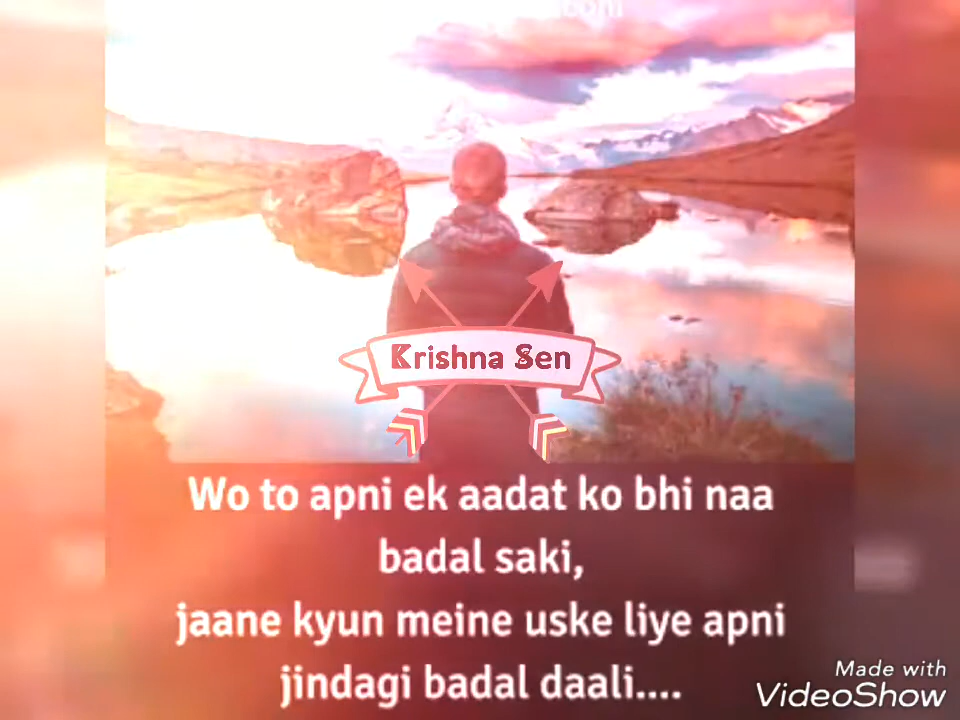 Krishna Sen
Wo to apni ek aadat ko bhi naa
badal saki,
jaane kyun meine uske liye apni
jindagi badal daali....
Made with
VideoShow